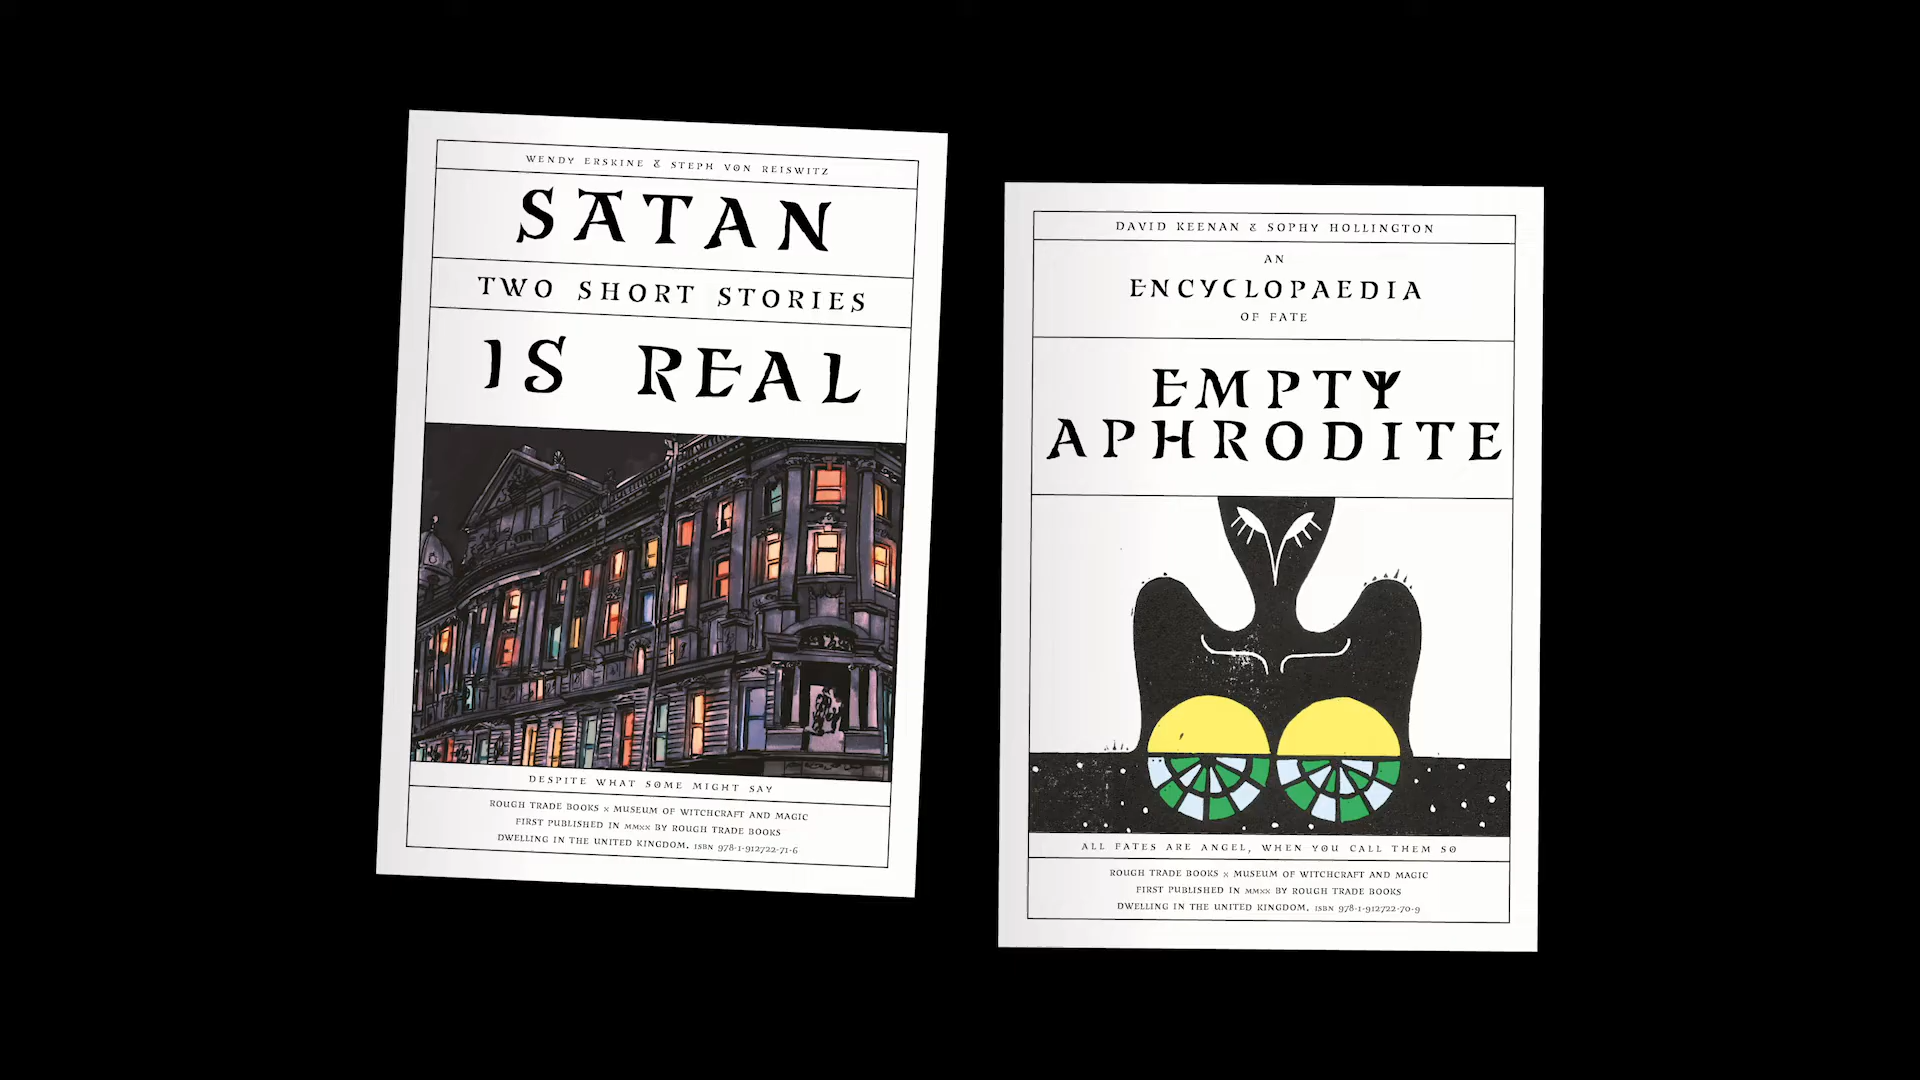 WENDY ERSKINE & STEPH VON REISWITZ
SATAN
TWO SHORT STORIES
IS REAL
DESPITE WHAT SOME MIGHT SAY
ROUGH TRADE BOOKS x MUSEUM OF WITCHCRAFT AND MAGIC
FIRST PUBLISHED IN MMXX BY ROUGH TRADE BOOKS
DWELLING IN THE UNITED KINGDOM. ISBN 978-1-912722-71-6
DAVID KEENAN & SOPHY HOLLINGTON
AN
ENCYCLOPAEDIA
OF FATE
EMPTY
APHRODITE
ALL FATES ARE ANGEL, WHEN YOU CALL THEM SO
ROUGH TRADE BOOKS x MUSEUM OF WITCHCRAFT AND MAGIC
FIRST PUBLISHED IN MMXX BY ROUGH TRADE BOOKS
DWELLING IN THE UNITED KINGDOM. ISBN 978-1-912722-70-9